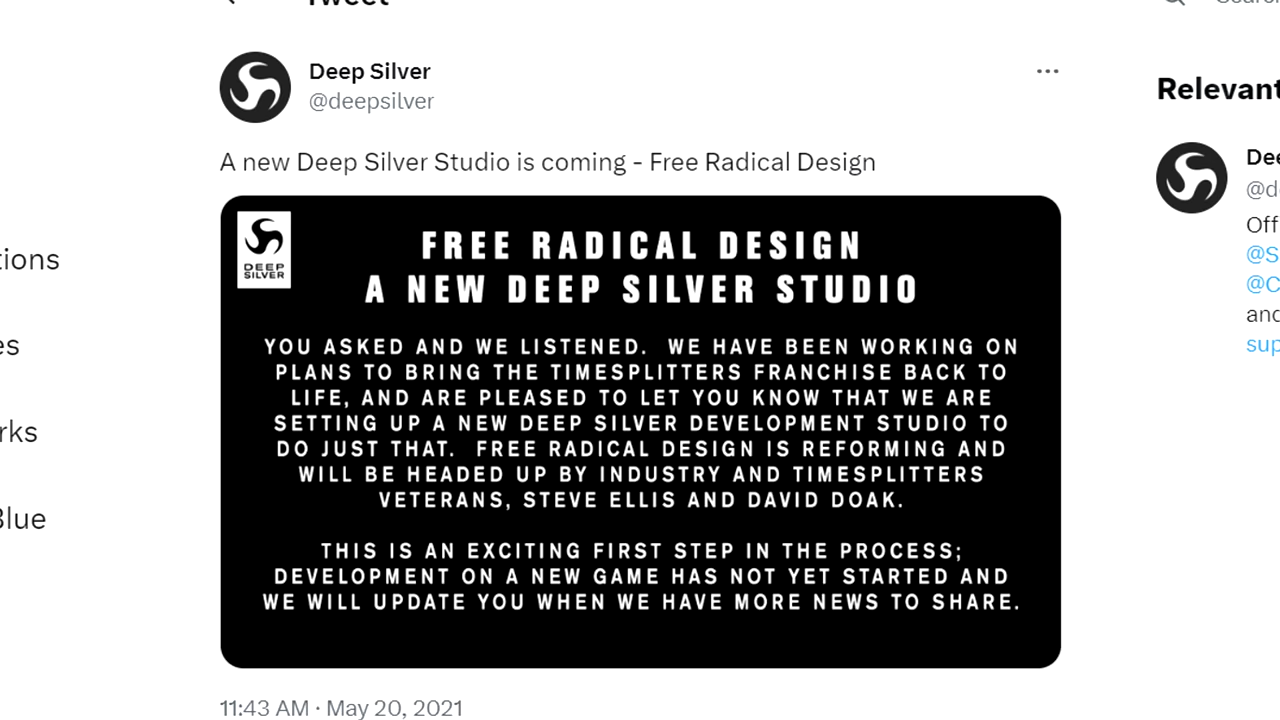 Tweet
Deep Silver
@deepsilver
A new Deep Silver Studio is coming - Free Radical Design
DEEP
SILVER
FREE RADICAL DESIGN
A NEW DEEP SILVER STUDIO
YOU ASKED AND WE LISTENED.  WE HAVE BEEN WORKING ON
PLANS TO BRING THE TIMESPLITTERS FRANCHISE BACK TO
LIFE, AND ARE PLEASED TO LET YOU KNOW THAT WE ARE
SETTING UP A NEW DEEP SILVER DEVELOPMENT STUDIO TO
DO JUST THAT.  FREE RADICAL DESIGN IS REFORMING AND
WILL BE HEADED UP BY INDUSTRY AND TIMESPLITTERS
VETERANS, STEVE ELLIS AND DAVID DOAK.
THIS IS AN EXCITING FIRST STEP IN THE PROCESS;
DEVELOPMENT ON A NEW GAME HAS NOT YET STARTED AND
WE WILL UPDATE YOU WHEN WE HAVE MORE NEWS TO SHARE.
11:43 AM · May 20, 2021
tions
es
rks
Blue
Relevant
Dee
@d
Off
@S
@C
and
sup